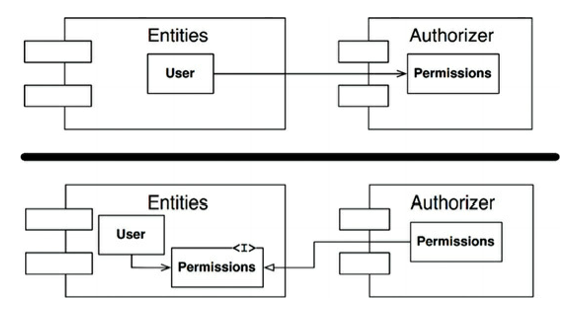 Entities
Authorizer
User
Permissions
Entities
Authorizer
User
<I>
Permissions
Permissions